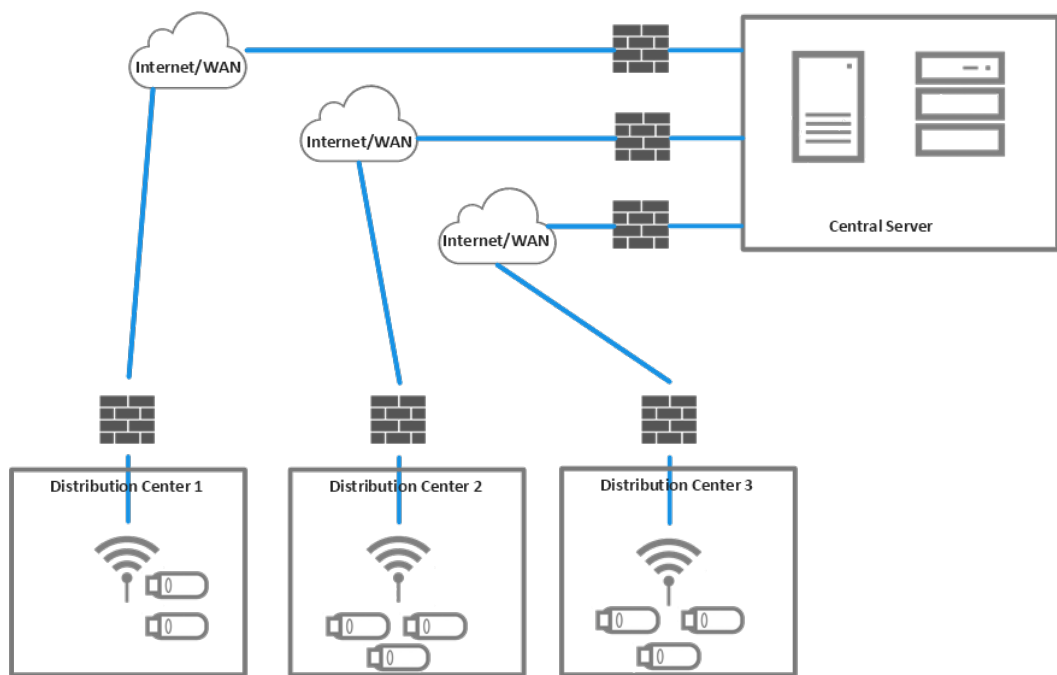 Internet/WAN
Internet/WAN
Internet/WAN
Central Server
Distribution Center 1
Distribution Center 2
Distribution Center 3